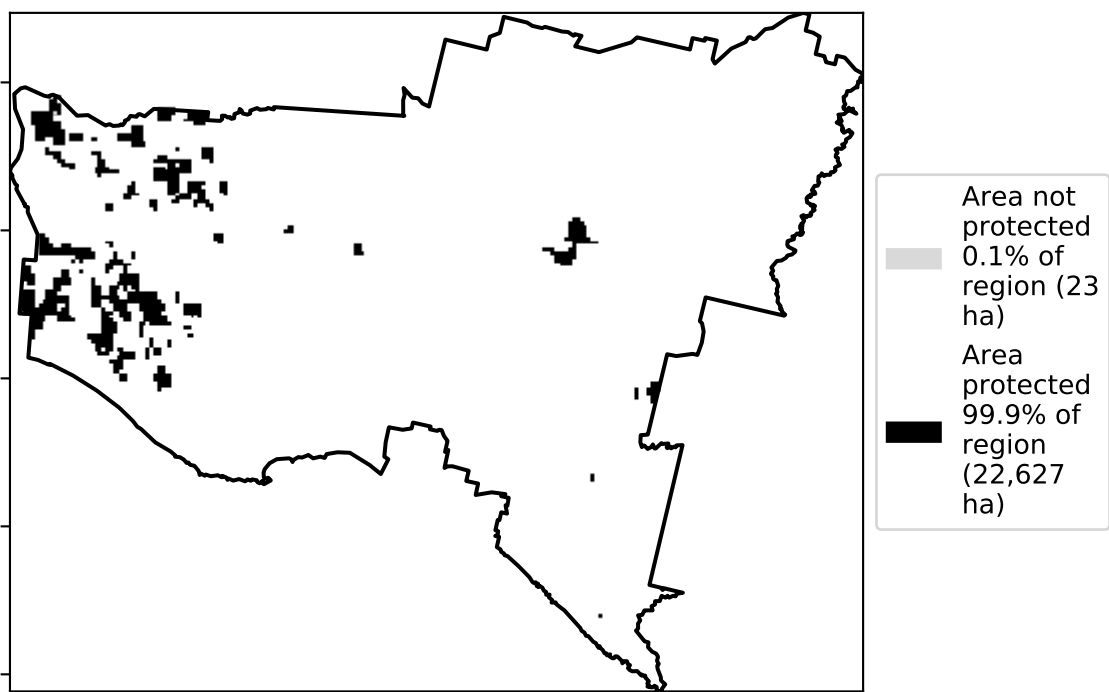 Area not
protected
0.1% of
region (23
ha)
Area
protected
99.9% of
region
(22,627
ha)